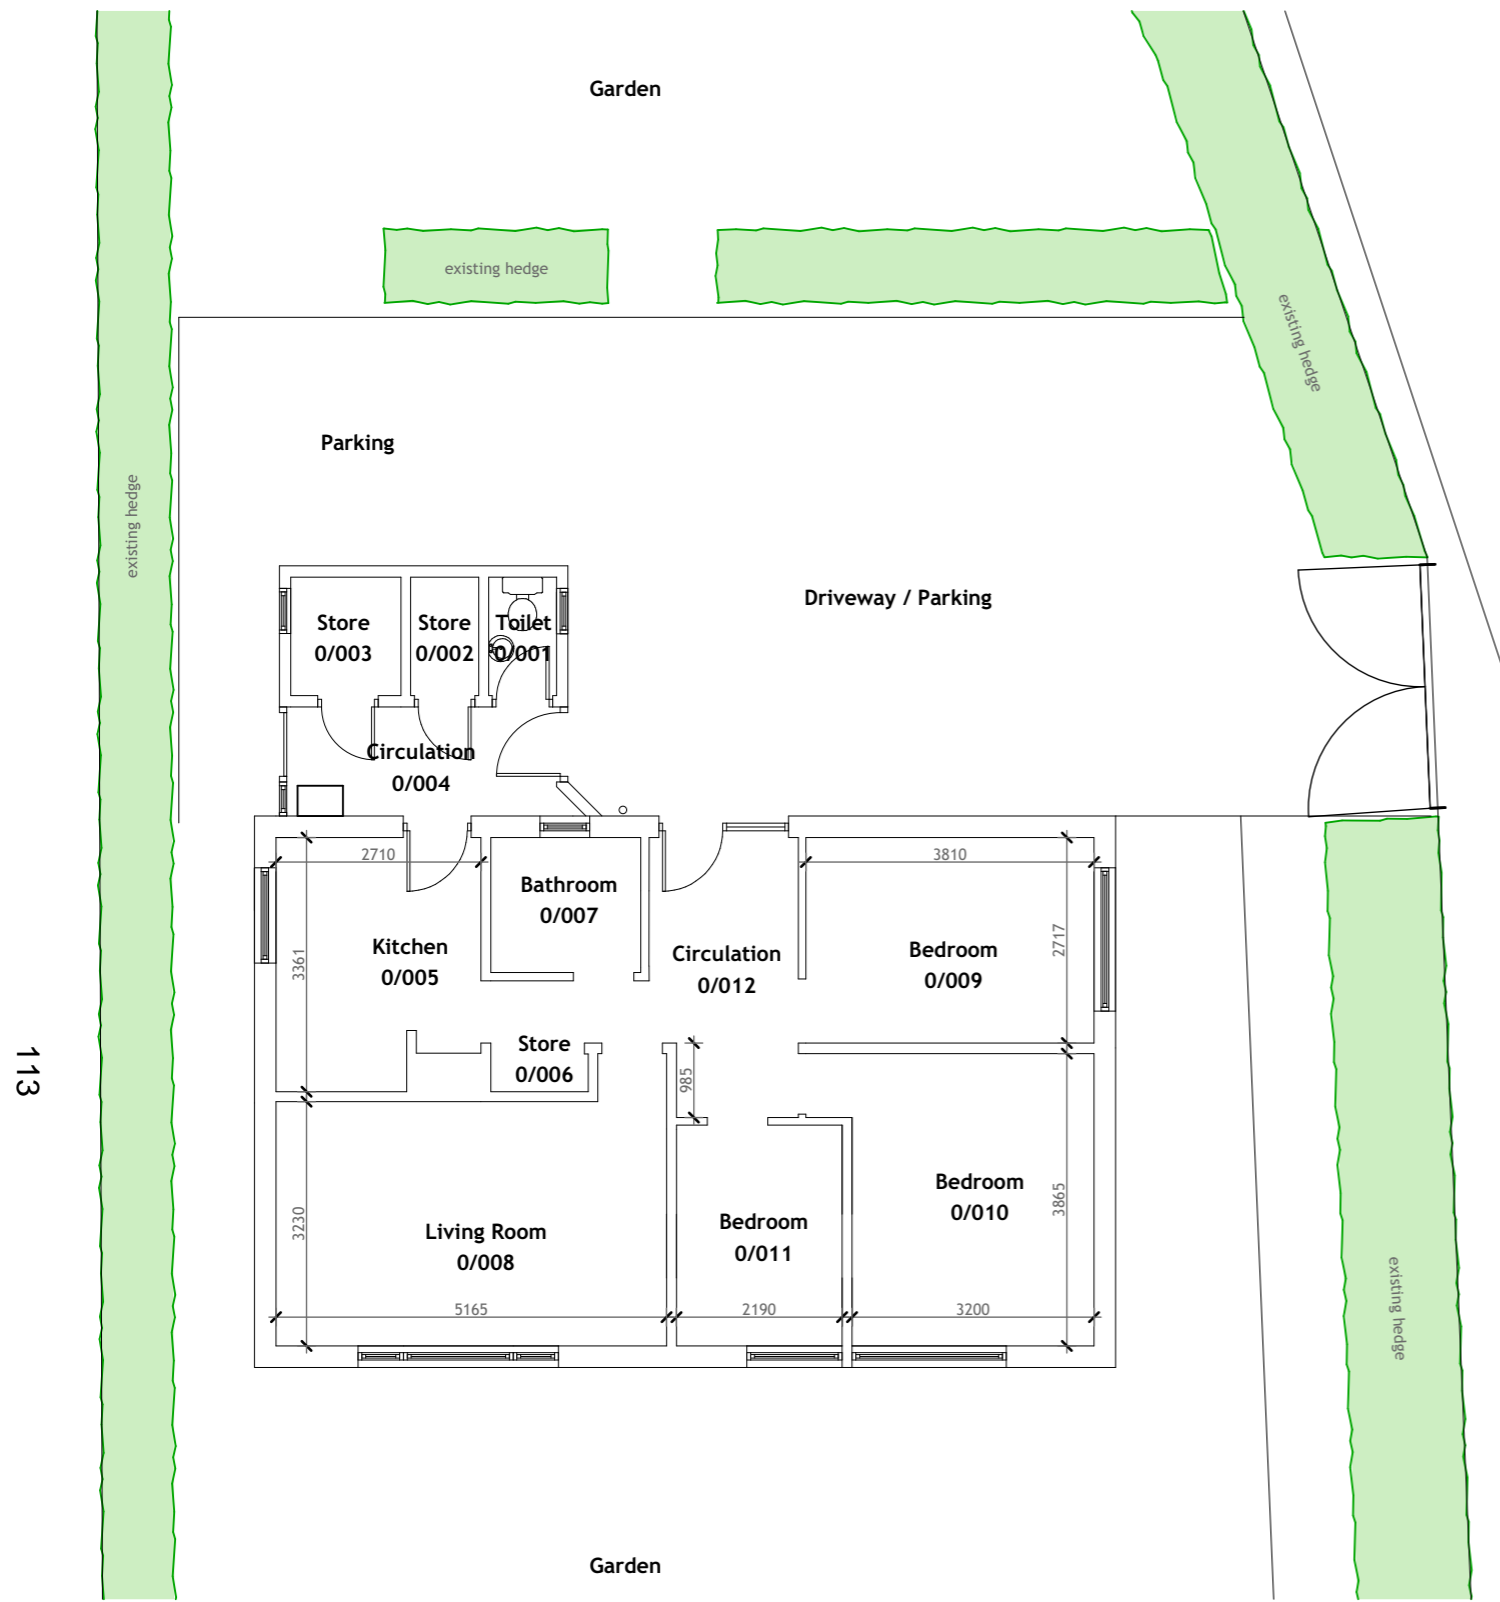 Garden
existing hedge
existing hedge
Parking
existing hedge
Driveway / Parking
Store
0/003
Store
0/002
Toilet
0/001
Circulation
0/004
2710
3810
Bathroom
0/007
Kitchen
0/005
3361
Circulation
0/012
Bedroom
0/009
2717
Store
0/006
985
113
Living Room
0/008
3230
Bedroom
0/011
Bedroom
0/010
3865
5165
2190
3200
existing hedge
Garden